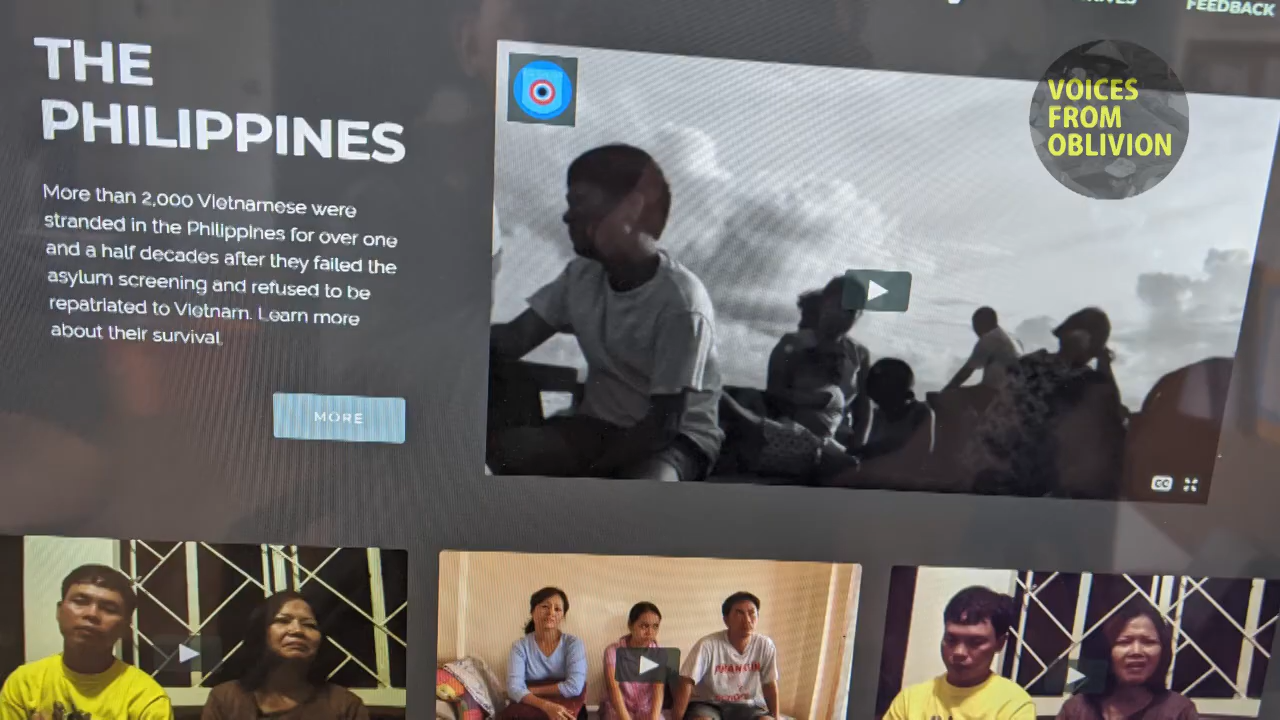 FEEDBACK
THE
PHILIPPINES
More than 2,000 Vietnamese were
stranded in the Philippines for over one
and a half decades after they failed the
asylum screening and refused to be
repatriated to Vietnam. Learn more
about their survival.
MORE
VOICES
FROM
OBLIVION
CC